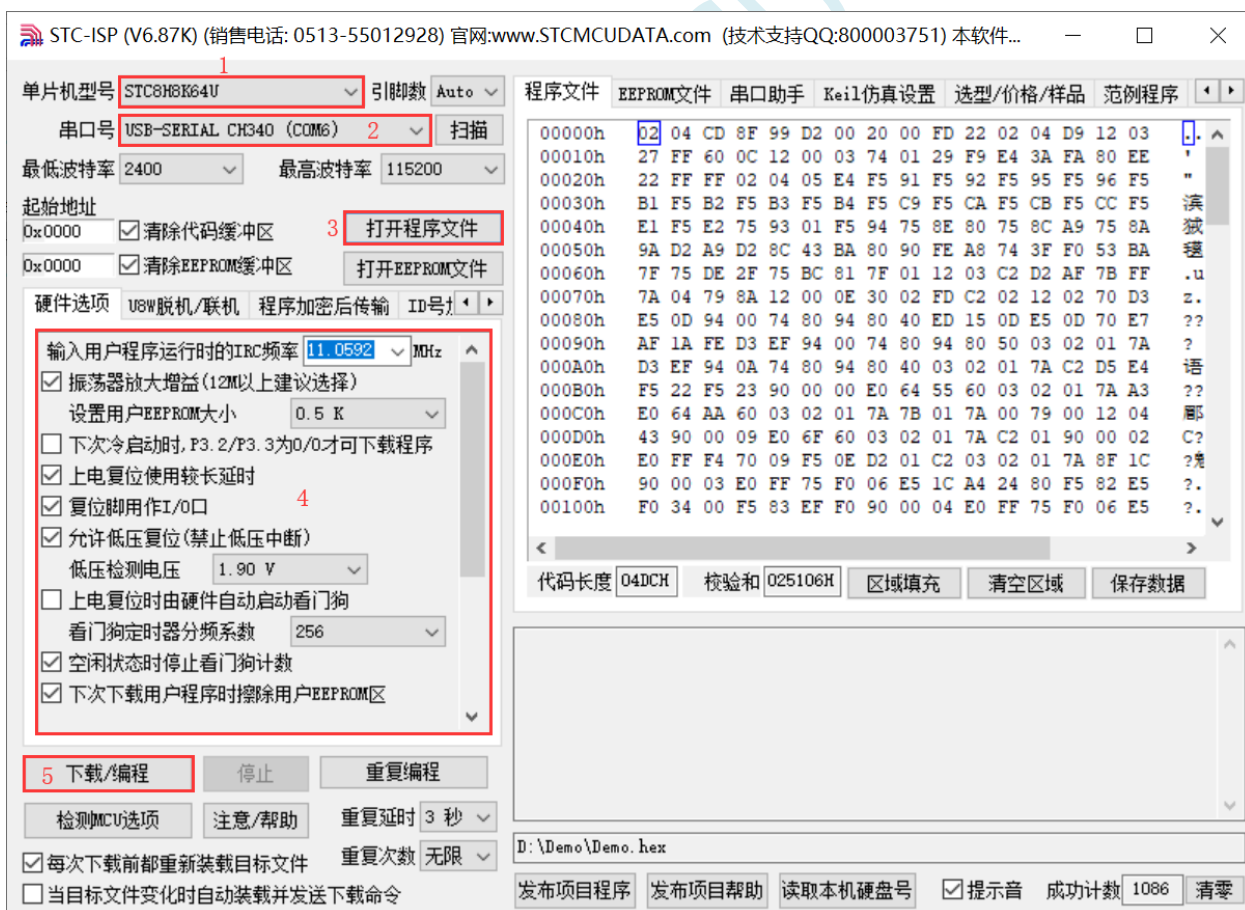 STC-ISP (V6.87K) (销售电话: 0513-55012928) 官网:www.STCMCUDATA.com (技术支持QQ:800003751) 本软件...
1
单片机型号 STC8H8K64U 引脚数 Auto
串口号 USB-SERIAL CH340 (COM6) 2 扫描
最低波特率 2400 最高波特率 115200
起始地址
0x0000 清除代码缓冲区 3 打开程序文件
0x0000 清除EEPROM缓冲区 打开EEPROM文件
硬件选项 U8W脱机/联机 程序加密后传输 ID号
输入用户程序运行时的IRC频率 11.0592 MHz
振荡器放大增益(12M以上建议选择)
设置用户EEPROM大小 0.5 K
下次冷启动时,P3.2/P3.3为0/0才可下载程序
上电复位使用较长延时
复位脚用作I/O口 4
允许低压复位(禁止低压中断)
低压检测电压 1.90 V
上电复位时由硬件自动启动看门狗
看门狗定时器分频系数 256
空闲状态时停止看门狗计数
下次下载用户程序时擦除用户EEPROM区
5 下载/编程 停止 重复编程
检测MCU选项 注意/帮助 重复延时 3 秒
每次下载前都重新装载目标文件 重复次数 无限
当目标文件变化时自动装载并发送下载命令
程序文件 EEPROM文件 串口助手 Keil仿真设置 选型/价格/样品 范例程序
00000h 02 04 CD 8F 99 D2 00 20 00 FD 22 02 04 D9 12 03 ..
00010h 27 FF 60 0C 12 00 03 74 01 29 F9 E4 3A FA 80 EE '
00020h 22 FF FF 02 04 05 E4 F5 91 F5 92 F5 95 F5 96 F5 "
00030h B1 F5 B2 F5 B3 F5 B4 F5 C9 F5 CA F5 CB F5 CC F5 滨
00040h E1 F5 E2 75 93 01 F5 94 75 8E 80 75 8C A9 75 8A
00050h 9A D2 A9 D2 8C 43 BA 80 90 FE A8 74 3F F0 53 BA
00060h 7F 75 DE 2F 75 BC 81 7F 01 12 03 C2 D2 AF 7B FF .u
00070h 7A 04 79 8A 12 00 0E 30 02 FD C2 02 12 02 70 D3 z.
00080h E5 0D 94 00 74 80 94 80 40 ED 15 0D E5 0D 70 E7 ??
00090h AF 1A FE D3 EF 94 00 74 80 94 80 50 03 02 01 7A ?
000A0h D3 EF 94 0A 74 80 94 80 40 03 02 01 7A C2 D5 E4 语
000B0h F5 22 F5 23 90 00 00 E0 64 55 60 03 02 01 7A A3 ??
000C0h E0 64 AA 60 03 02 01 7A 7B 01 7A 00 79 00 12 04
000D0h 43 90 00 09 E0 6F 60 03 02 01 7A C2 01 90 00 02 C?
000E0h E0 FF F4 70 09 F5 0E D2 01 C2 03 02 01 7A 8F 1C ?
000F0h 90 00 03 E0 FF 75 F0 06 E5 1C A4 24 80 F5 82 E5 ?.
00100h F0 34 00 F5 83 EF F0 90 00 04 E0 FF 75 F0 06 E5 ?.
代码长度 04DCH 校验和 025106H 区域填充 清空区域 保存数据
D:\Demo\Demo.hex
发布项目程序 发布项目帮助 读取本机硬盘号 提示音 成功计数 1086 清零